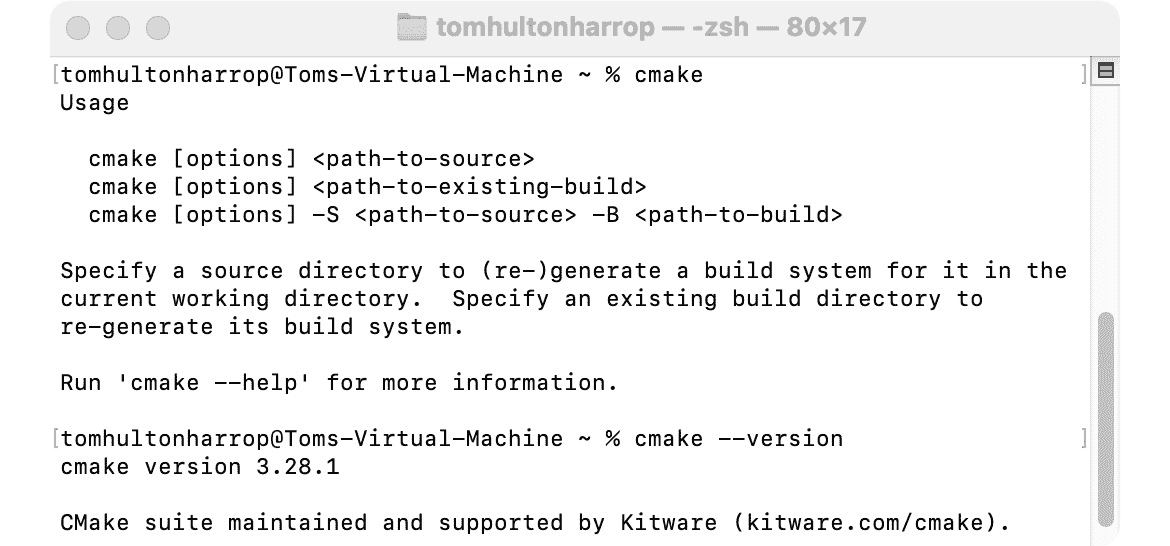 tomhultonharrop — -zsh — 80×17
[tomhultonharrop@Toms-Virtual-Machine ~ % cmake ]
Usage
  cmake [options] <path-to-source>
  cmake [options] <path-to-existing-build>
  cmake [options] -S <path-to-source> -B <path-to-build>
Specify a source directory to (re-)generate a build system for it in the
current working directory.  Specify an existing build directory to
re-generate its build system.
Run 'cmake --help' for more information.
[tomhultonharrop@Toms-Virtual-Machine ~ % cmake --version ]
cmake version 3.28.1
CMake suite maintained and supported by Kitware (kitware.com/cmake).